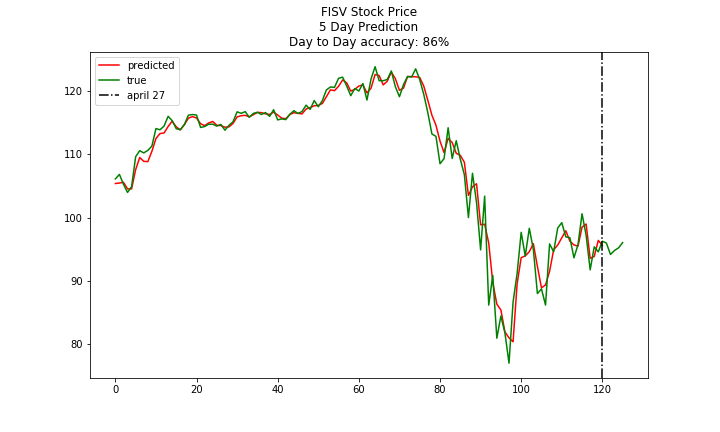 FISV Stock Price
5 Day Prediction
Day to Day accuracy: 86%
predicted
true
april 27
120
110
100
90
80
0
20
40
60
80
100
120